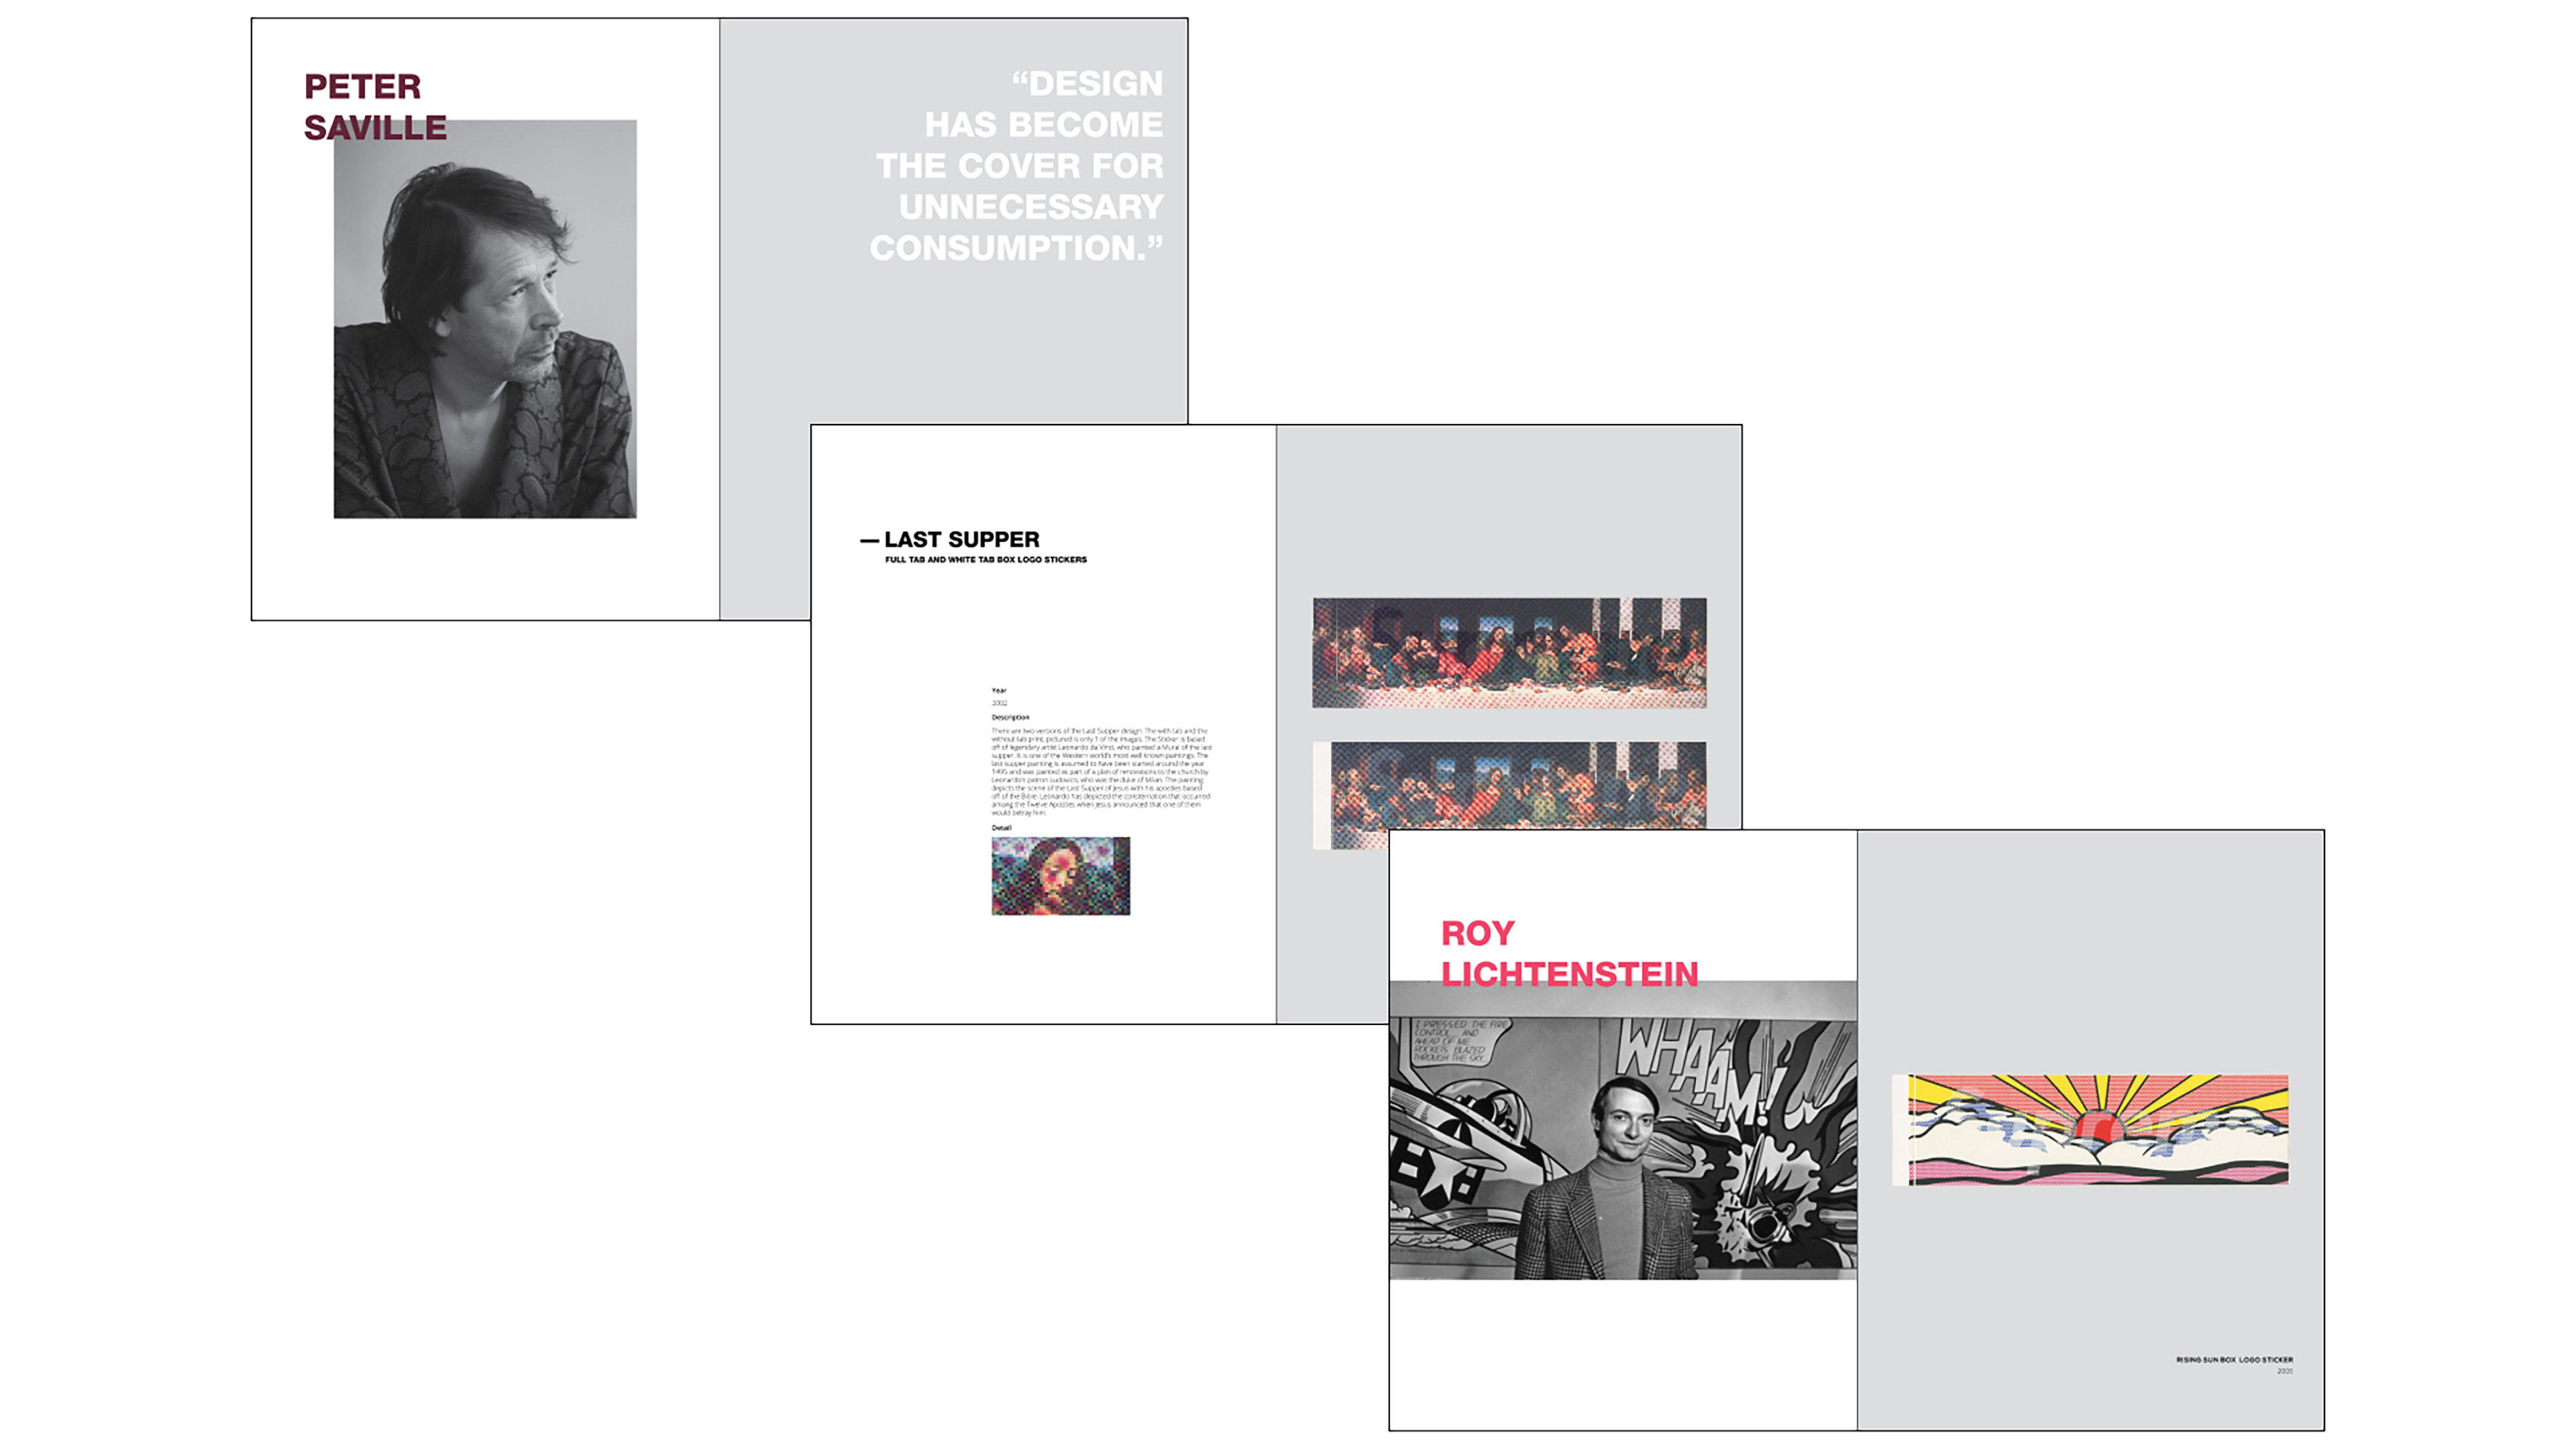 PETER
SAVILLE
“DESIGN
HAS BECOME
THE COVER FOR
UNNECESSARY
CONSUMPTION.”
— LAST SUPPER
FULL TAB AND WHITE TAB BOX LOGO STICKERS
Year
2002
Description
There are two versions of the Last Supper design. The with tab and the
without tab print, pictured is only 1 of the images. The Sticker is based
off of legendary artist Leonardo da Vinci, who painted a Mural of the last
supper. It is one of the Western world's most well known paintings. The
last supper painting is assumed to have been started around the year
1495 and was painted as part of a plan of renovations to the church by
Leonardo's patron Ludovico, who was the duke of Milan. The painting
depicts the scene of the Last Supper of Jesus with his apostles based
off of the Bible. Leonardo has depicted the consternation that occurred
among the Twelve Apostles when Jesus announced that one of them
would betray him.
Detail
ROY
LICHTENSTEIN
I PRESSED THE FIRE
CONTROL... AND
AHEAD OF ME
ROCKETS BLAZED
THROUGH THE SKY...
WHAAM!
RISING SUN BOX LOGO STICKER